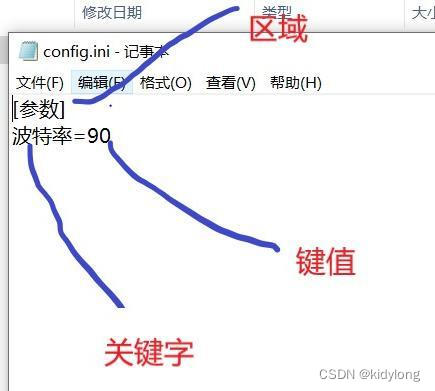 修改日期
类型
大小
区域
config.ini - 记事本
文件(F) 编辑(E) 格式(O) 查看(V) 帮助(H)
[参数]
波特率=90
键值
关键字
CSDN @kidylong